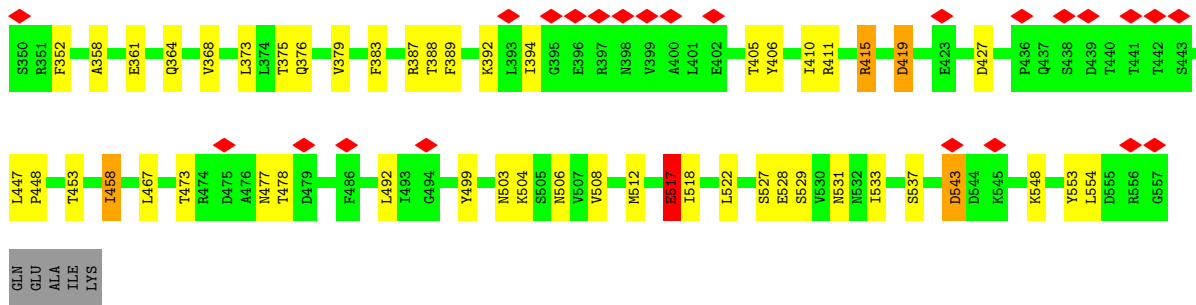 S350 R351 F352 A358 E361 Q364 V368 L373 L374 T375 Q376 V379 F383 R387 T388 F389 K392 L393 I394 G395 E396 R397 N398 V399 A400 L401 E402 T405 Y406 I410 R411 R415 D419 E423 D427 P436 Q437 S438 D439 T440 T441 T442 S443
L447 P448 T453 I458 L467 T473 R474 D475 A476 N477 T478 D479 F486 L492 I493 G494 Y499 N503 K504 S505 N506 V507 V508 M512 E517 I518 L522 S527 E528 S529 V530 N531 N532 I533 S537 D543 D544 K545 K548 Y553 L554 D555 R556 G557
GLN GLU ALA ILE LYS